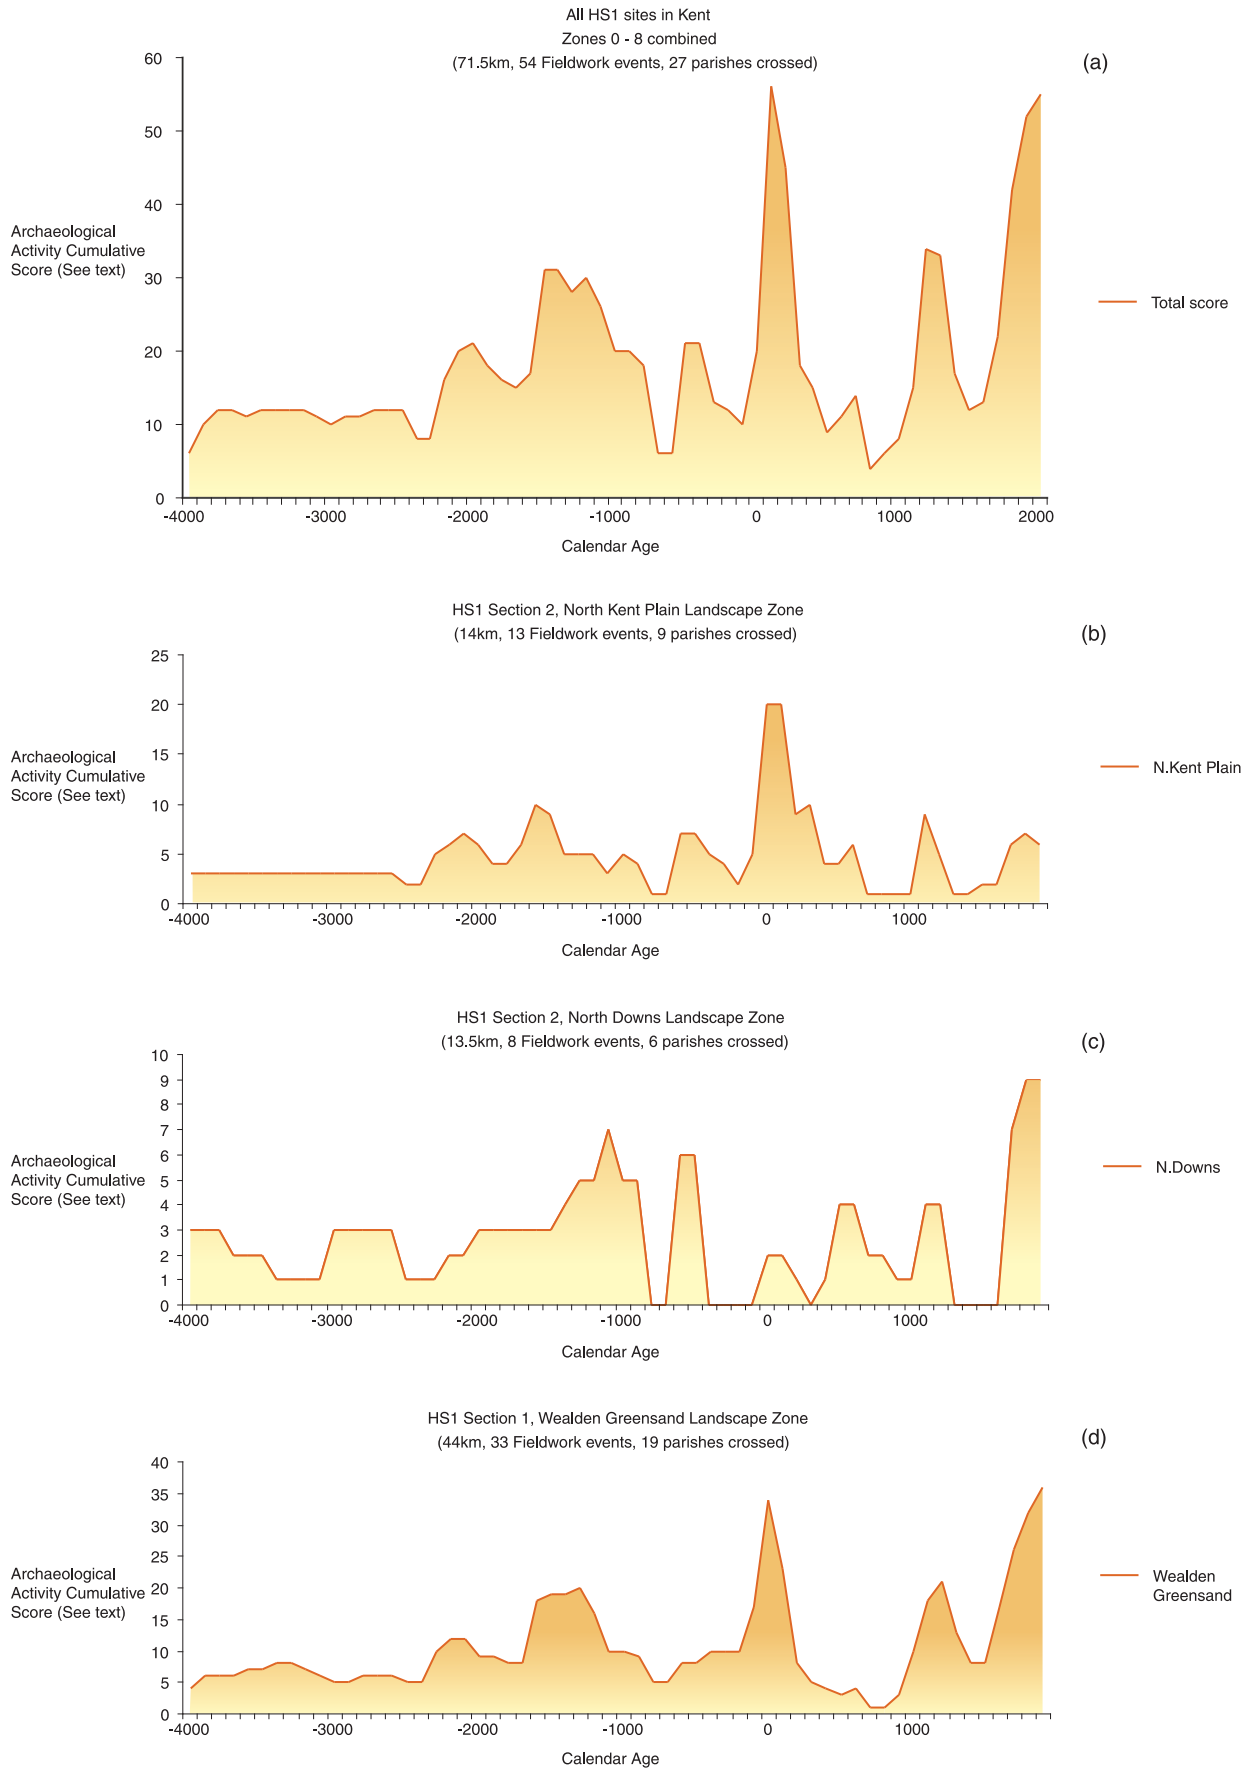 All HS1 sites in Kent
Zones 0 - 8 combined
(71.5km, 54 Fieldwork events, 27 parishes crossed)
(a)
60
50
40
30
20
10
0
Archaeological
Activity Cumulative
Score (See text)
Total score
-4000 -3000 -2000 -1000 0 1000 2000
Calendar Age
HS1 Section 2, North Kent Plain Landscape Zone
(14km, 13 Fieldwork events, 9 parishes crossed)
(b)
25
20
15
10
5
0
Archaeological
Activity Cumulative
Score (See text)
N.Kent Plain
-4000 -3000 -2000 -1000 0 1000
Calendar Age
HS1 Section 2, North Downs Landscape Zone
(13.5km, 8 Fieldwork events, 6 parishes crossed)
(c)
10
9
8
7
6
5
4
3
2
1
0
Archaeological
Activity Cumulative
Score (See text)
N.Downs
-4000 -3000 -2000 -1000 0 1000
Calendar Age
HS1 Section 1, Wealden Greensand Landscape Zone
(44km, 33 Fieldwork events, 19 parishes crossed)
(d)
40
35
30
25
20
15
10
5
0
Archaeological
Activity Cumulative
Score (See text)
Wealden
Greensand
-4000 -3000 -2000 -1000 0 1000
Calendar Age